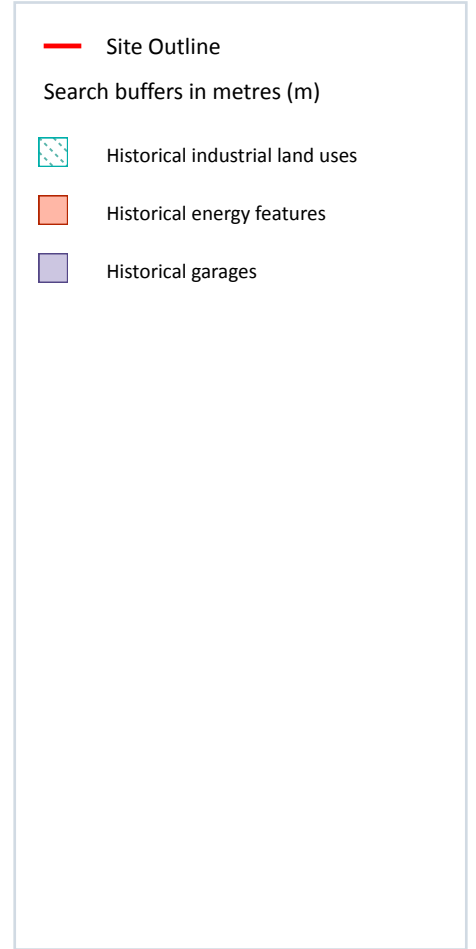 Site Outline
Search buffers in metres (m)
Historical industrial land uses
Historical energy features
Historical garages